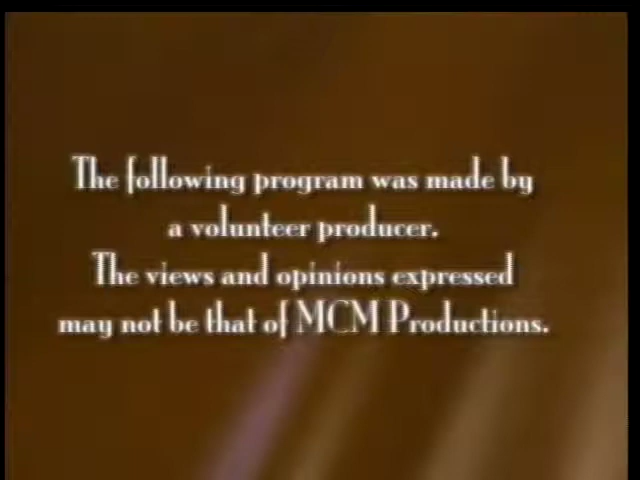 The following program was made by
a volunteer producer.
The views and opinions expressed
may not be that of MCM Productions.